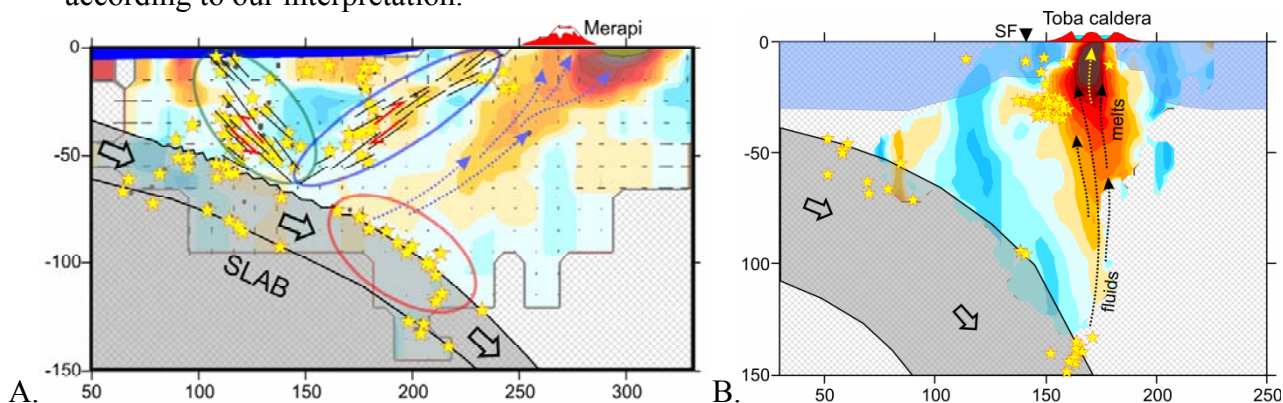 according to our interpretation.
Merapi
0
-50
-100
-150
SLAB
50
100
150
200
250
300
A.
Toba caldera
SF
0
50
100
150
melts
fluids
50
100
150
200
250
B.